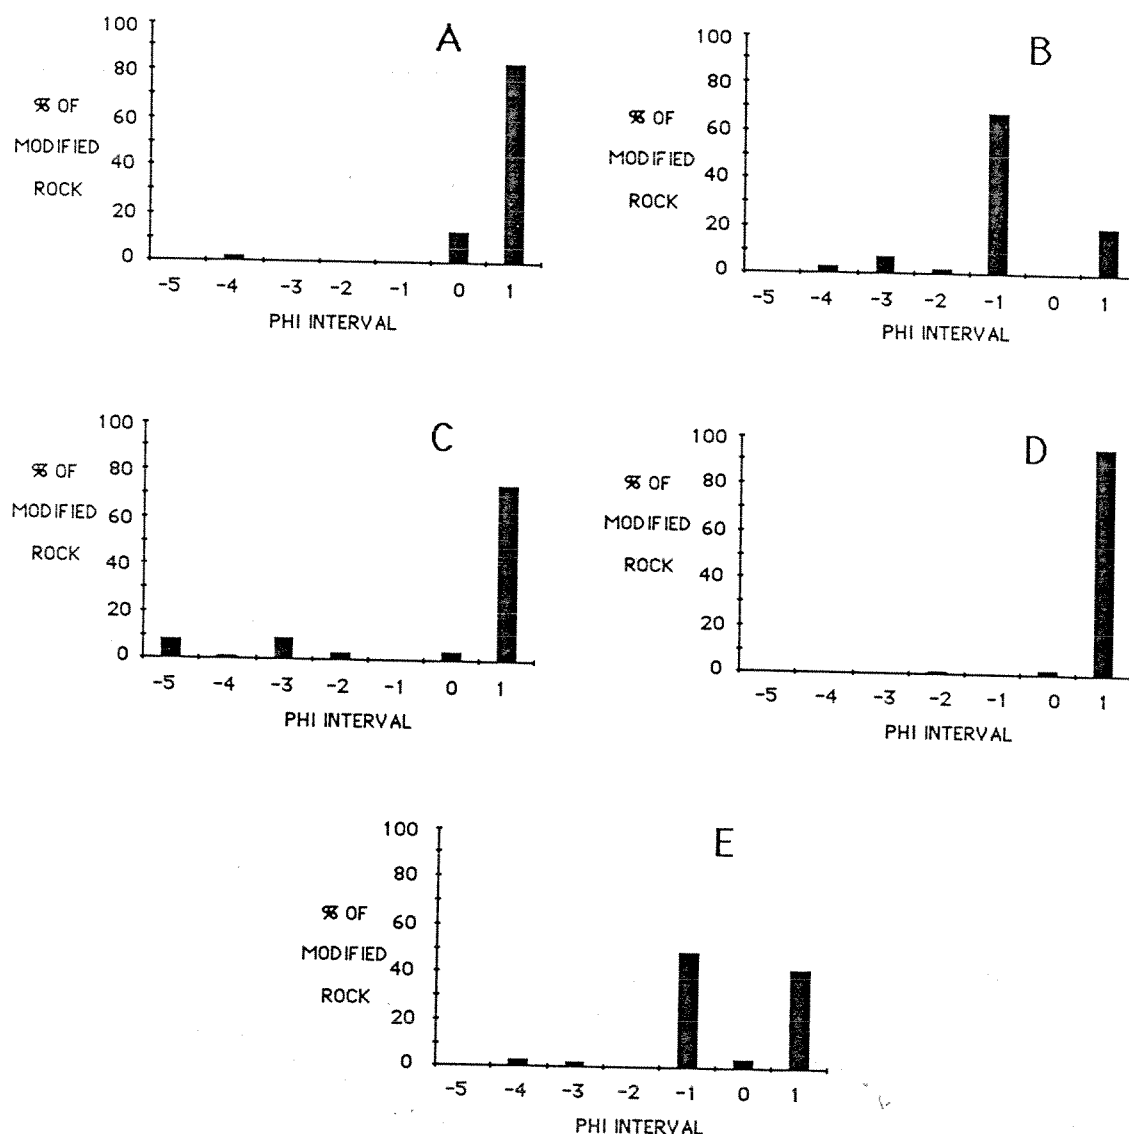 A
100
80
60
40
20
0
% OF
MODIFIED
ROCK
-5 -4 -3 -2 -1 0 1
PHI INTERVAL
B
100
80
60
40
20
0
% OF
MODIFIED
ROCK
-5 -4 -3 -2 -1 0 1
PHI INTERVAL
C
100
80
60
40
20
0
% OF
MODIFIED
ROCK
-5 -4 -3 -2 -1 0 1
PHI INTERVAL
D
100
80
60
40
20
0
% OF
MODIFIED
ROCK
-5 -4 -3 -2 -1 0 1
PHI INTERVAL
E
100
80
60
40
20
0
% OF
MODIFIED
ROCK
-5 -4 -3 -2 -1 0 1
PHI INTERVAL